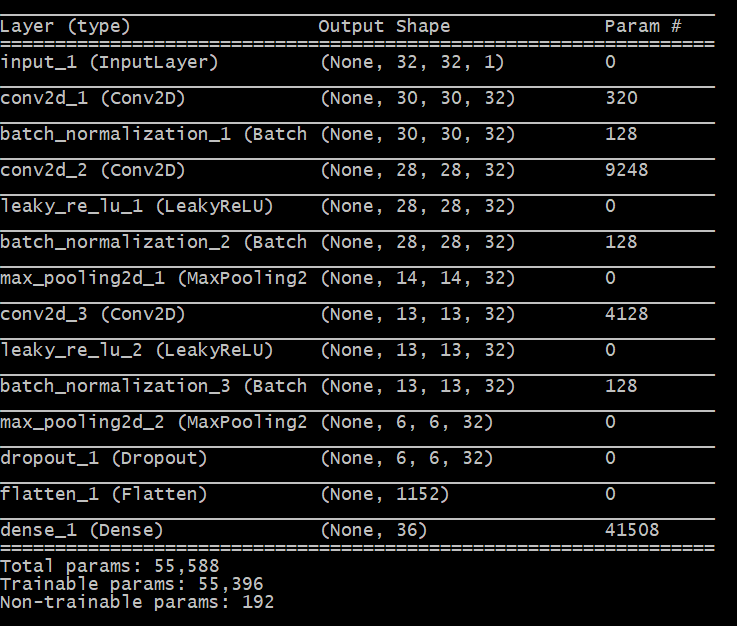 Layer (type)                 Output Shape              Param #
=================================================================
input_1 (InputLayer)         (None, 32, 32, 1)         0
conv2d_1 (Conv2D)            (None, 30, 30, 32)        320
batch_normalization_1 (Batch (None, 30, 30, 32)        128
conv2d_2 (Conv2D)            (None, 28, 28, 32)        9248
leaky_re_lu_1 (LeakyReLU)    (None, 28, 28, 32)        0
batch_normalization_2 (Batch (None, 28, 28, 32)        128
max_pooling2d_1 (MaxPooling2 (None, 14, 14, 32)        0
conv2d_3 (Conv2D)            (None, 13, 13, 32)        4128
leaky_re_lu_2 (LeakyReLU)    (None, 13, 13, 32)        0
batch_normalization_3 (Batch (None, 13, 13, 32)        128
max_pooling2d_2 (MaxPooling2 (None, 6, 6, 32)          0
dropout_1 (Dropout)          (None, 6, 6, 32)          0
flatten_1 (Flatten)          (None, 1152)              0
dense_1 (Dense)              (None, 36)                41508
=================================================================
Total params: 55,588
Trainable params: 55,396
Non-trainable params: 192